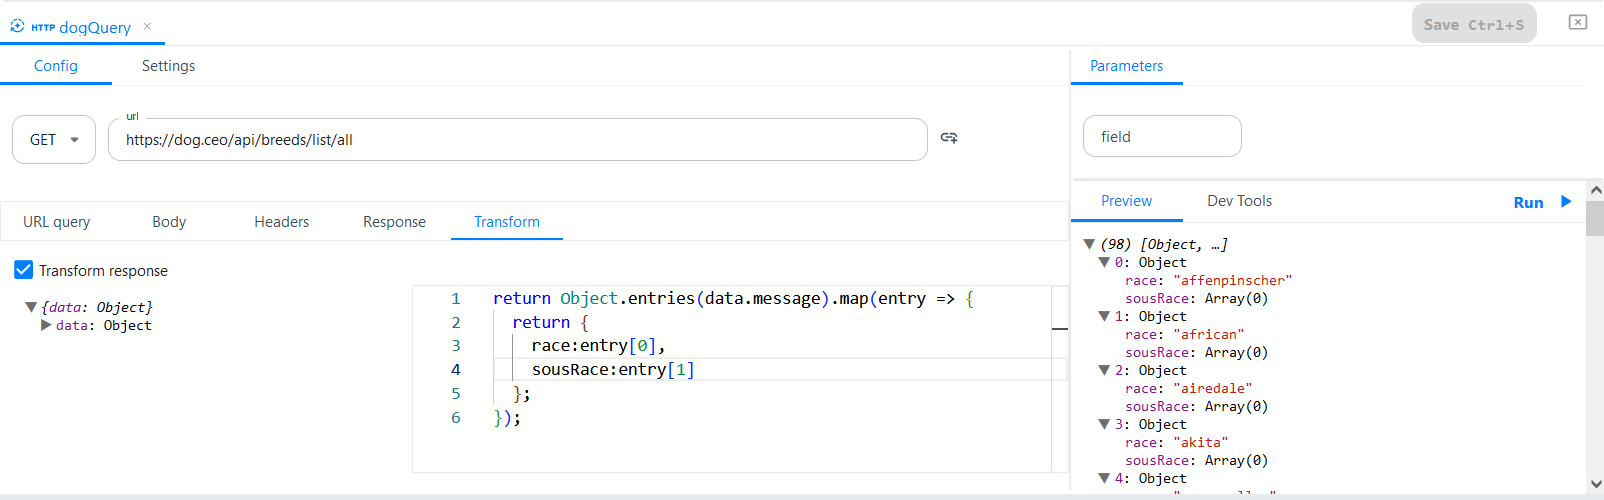 HTTP dogQuery ×
Save Ctrl+S
Config Settings
Parameters
url
GET https://dog.ceo/api/breeds/list/all
field
URL query Body Headers Response Transform
Preview Dev Tools Run
Transform response
{data: Object}
data: Object
1 return Object.entries(data.message).map(entry => {
2 return {
3 race:entry[0],
4 sousRace:entry[1]
5 };
6 });
(98) [Object, …]
0: Object
race: "affenpinscher"
sousRace: Array(0)
1: Object
race: "african"
sousRace: Array(0)
2: Object
race: "airedale"
sousRace: Array(0)
3: Object
race: "akita"
sousRace: Array(0)
4: Object